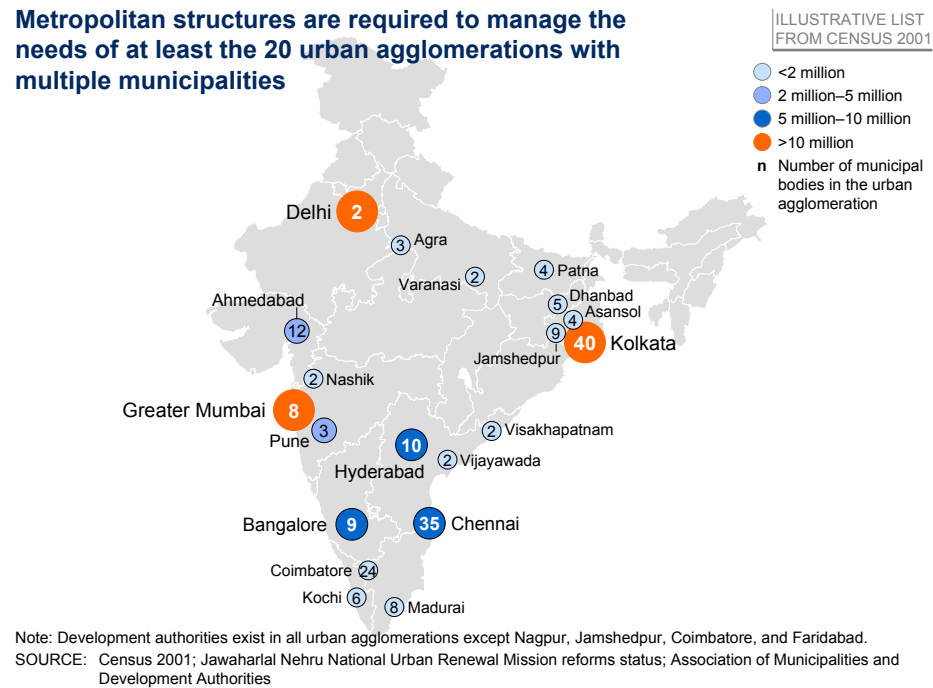 Metropolitan structures are required to manage the
needs of at least the 20 urban agglomerations with
multiple municipalities
ILLUSTRATIVE LIST
FROM CENSUS 2001
<2 million
2 million–5 million
5 million–10 million
>10 million
n Number of municipal
bodies in the urban
agglomeration
Delhi 2
3 Agra
Varanasi 2
4 Patna
Ahmedabad
12
5 Dhanbad
4 Asansol
9
Jamshedpur
40 Kolkata
2 Nashik
Greater Mumbai 8
Pune 3
2 Visakhapatnam
10
Hyderabad
2 Vijayawada
Bangalore 9
35 Chennai
Coimbatore 24
Kochi 6
8 Madurai
Note: Development authorities exist in all urban agglomerations except Nagpur, Jamshedpur, Coimbatore, and Faridabad.
SOURCE: Census 2001; Jawaharlal Nehru National Urban Renewal Mission reforms status; Association of Municipalities and
Development Authorities